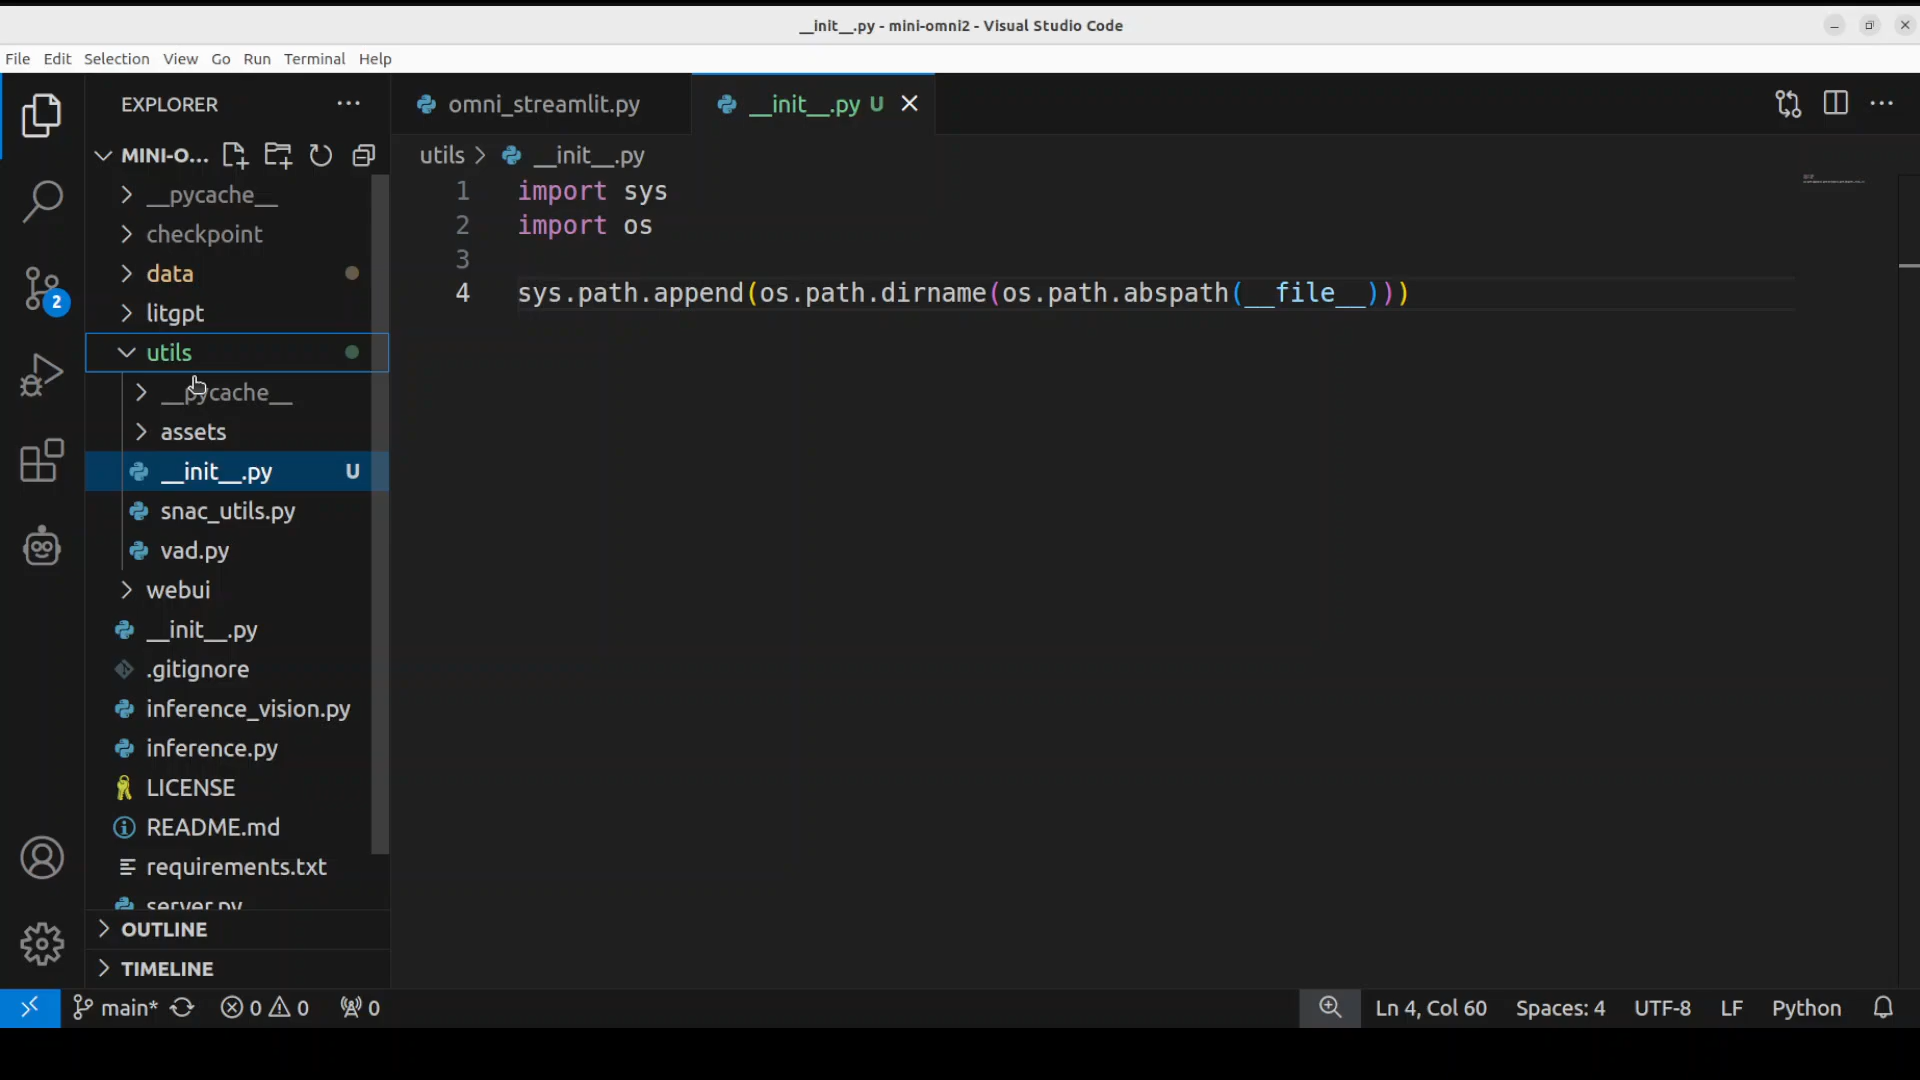 __init__.py - mini-omni2 - Visual Studio Code
File Edit Selection View Go Run Terminal Help
EXPLORER
MINI-O...
__pycache__
checkpoint
data
litgpt
utils
__pycache__
assets
__init__.py U
snac_utils.py
vad.py
webui
__init__.py
.gitignore
inference_vision.py
inference.py
LICENSE
README.md
requirements.txt
server.py
OUTLINE
TIMELINE
2
omni_streamlit.py
__init__.py U
utils > __init__.py
1 import sys
2 import os
3
4 sys.path.append(os.path.dirname(os.path.abspath(__file__)))
main* 0 0 0 Ln 4, Col 60 Spaces: 4 UTF-8 LF Python